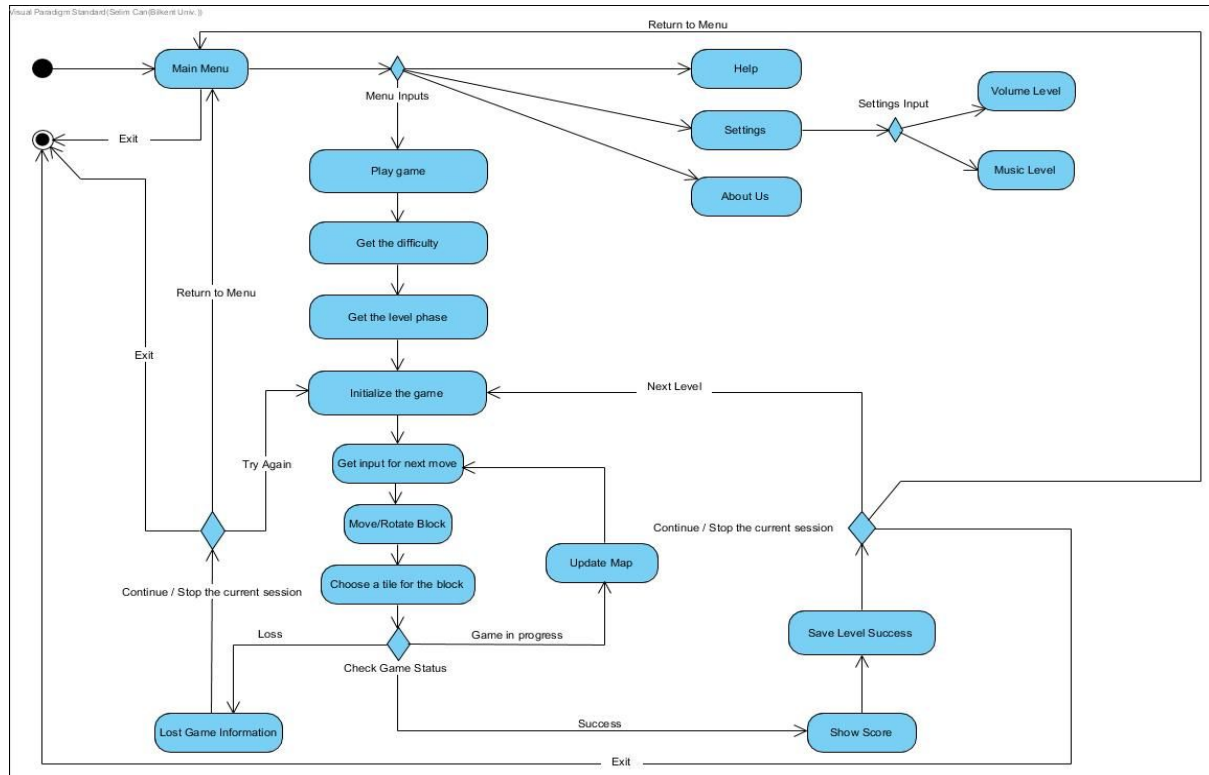 Visual Paradigm Standard(Selim Can(Bilkent Univ.))
Return to Menu
Main Menu
Help
Menu Inputs
Volume Level
Settings Input
Settings
Exit
Play game
Music Level
About Us
Get the difficulty
Return to Menu
Get the level phase
Exit
Initialize the game
Next Level
Try Again
Get input for next move
Move/Rotate Block
Continue / Stop the current session
Update Map
Choose a tile for the block
Continue / Stop the current session
Loss
Game in progress
Save Level Success
Check Game Status
Success
Lost Game Information
Show Score
Exit